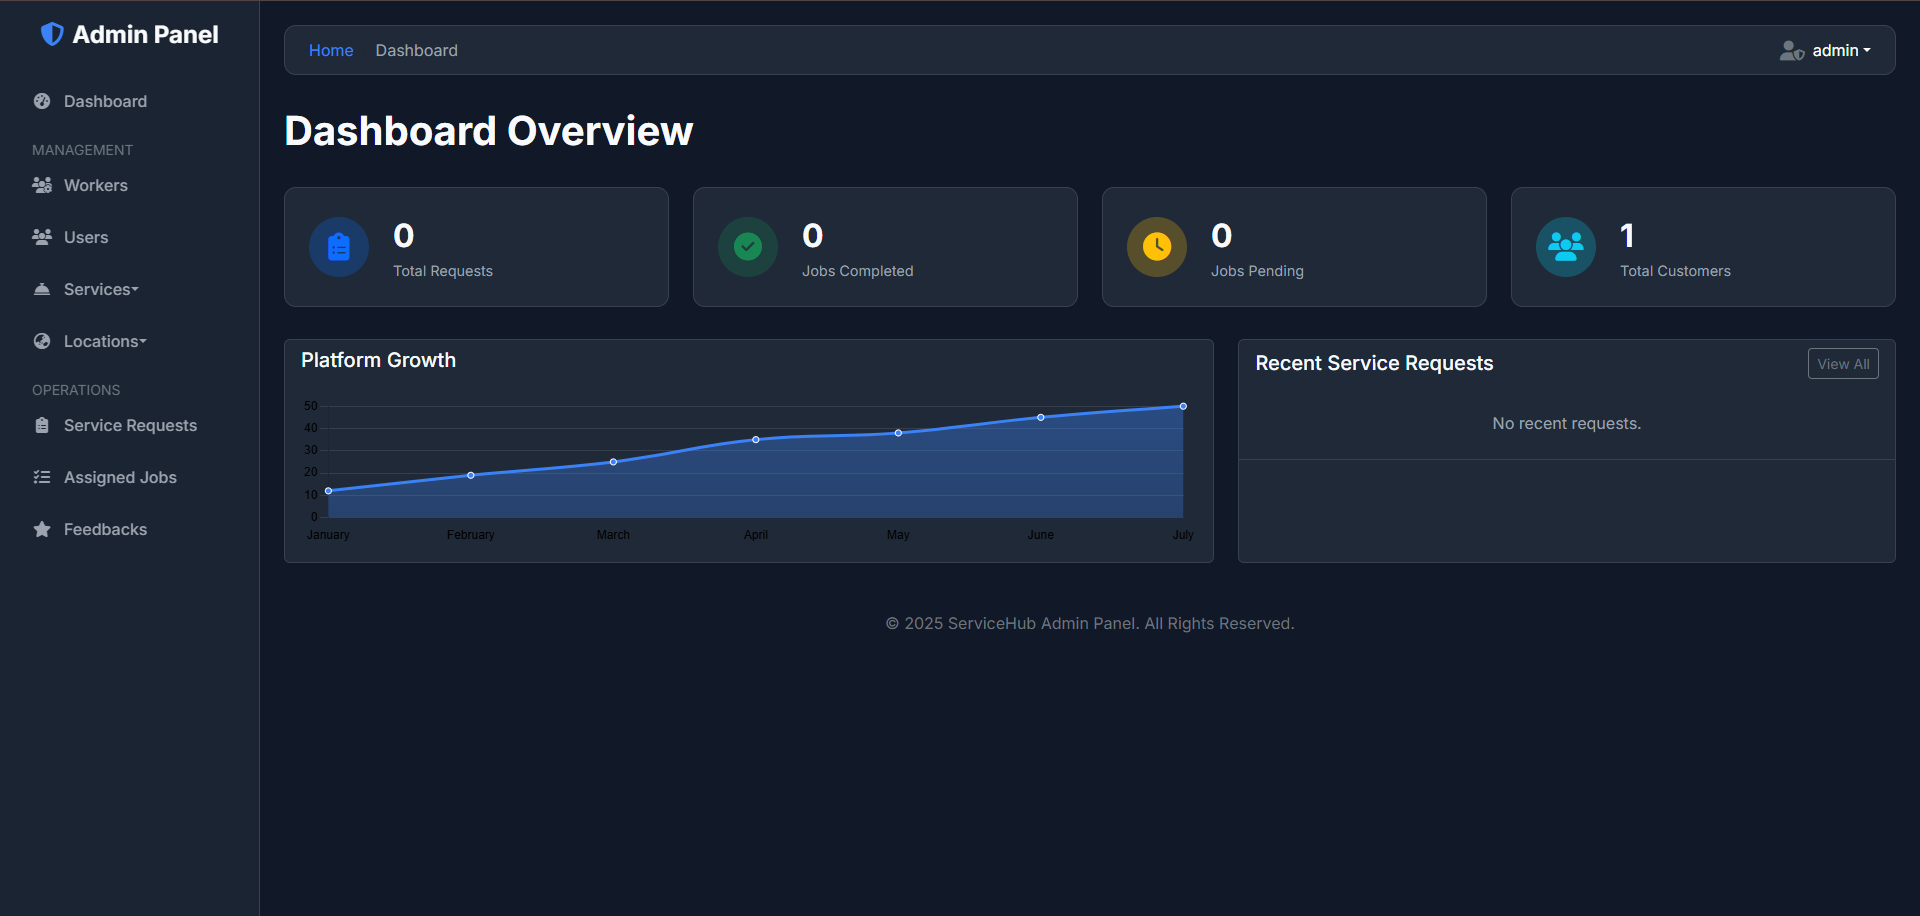 Admin Panel
Dashboard
MANAGEMENT
Workers
Users
Services
Locations
OPERATIONS
Service Requests
Assigned Jobs
Feedbacks
Home Dashboard admin
Dashboard Overview
0
Total Requests
0
Jobs Completed
0
Jobs Pending
1
Total Customers
Platform Growth
50
40
30
20
10
0
January February March April May June July
Recent Service Requests View All
No recent requests.
© 2025 ServiceHub Admin Panel. All Rights Reserved.